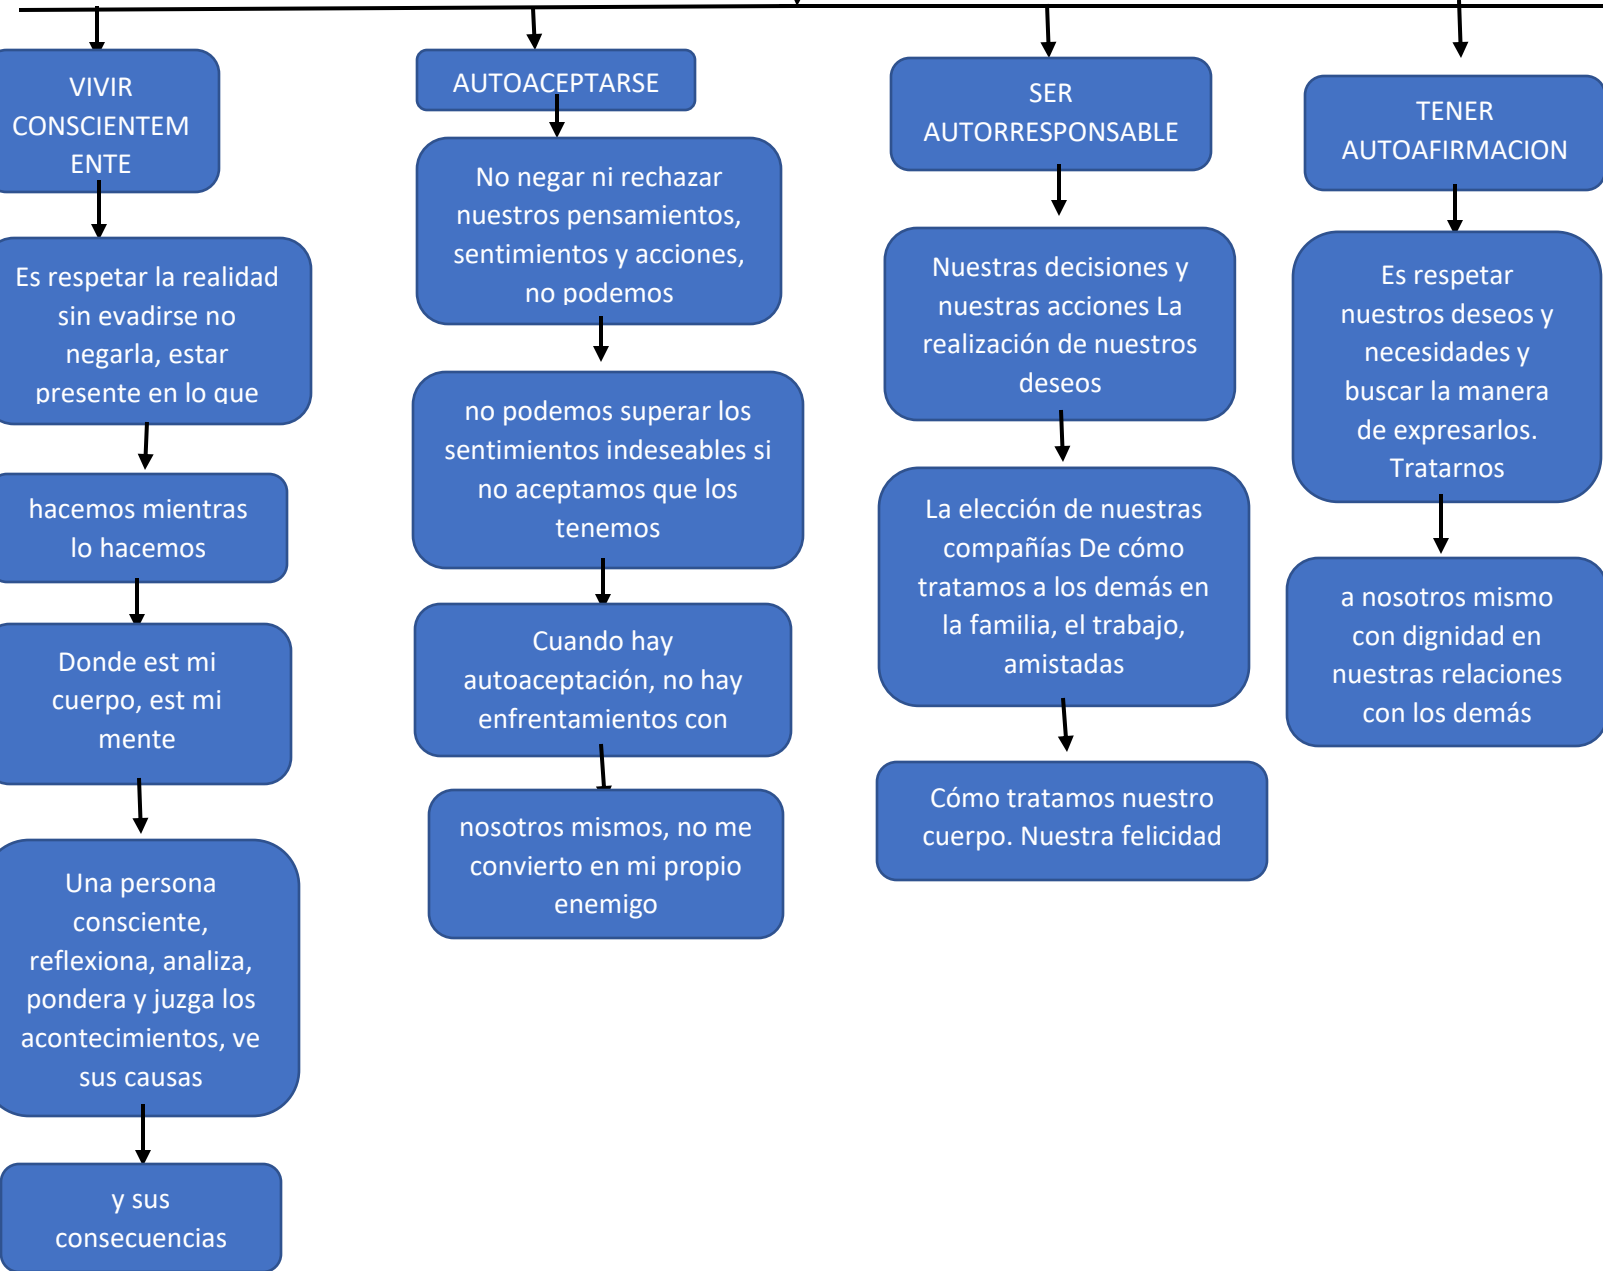 VIVIR
CONSCIENTEM
ENTE
Es respetar la realidad
sin evadirse no
negarla, estar
presente en lo que
hacemos mientras
lo hacemos
Donde est mi
cuerpo, est mi
mente
Una persona
consciente,
reflexiona, analiza,
pondera y juzga los
acontecimientos, ve
sus causas
y sus
consecuencias
AUTOACEPTARSE
No negar ni rechazar
nuestros pensamientos,
sentimientos y acciones,
no podemos
no podemos superar los
sentimientos indeseables si
no aceptamos que los
tenemos
Cuando hay
autoaceptación, no hay
enfrentamientos con
nosotros mismos, no me
convierto en mi propio
enemigo
SER
AUTORRESPONSABLE
Nuestras decisiones y
nuestras acciones La
realización de nuestros
deseos
La elección de nuestras
compañías De cómo
tratamos a los demás en
la familia, el trabajo,
amistadas
Cómo tratamos nuestro
cuerpo. Nuestra felicidad
TENER
AUTOAFIRMACION
Es respetar
nuestros deseos y
necesidades y
buscar la manera
de expresarlos.
Tratarnos
a nosotros mismo
con dignidad en
nuestras relaciones
con los demás